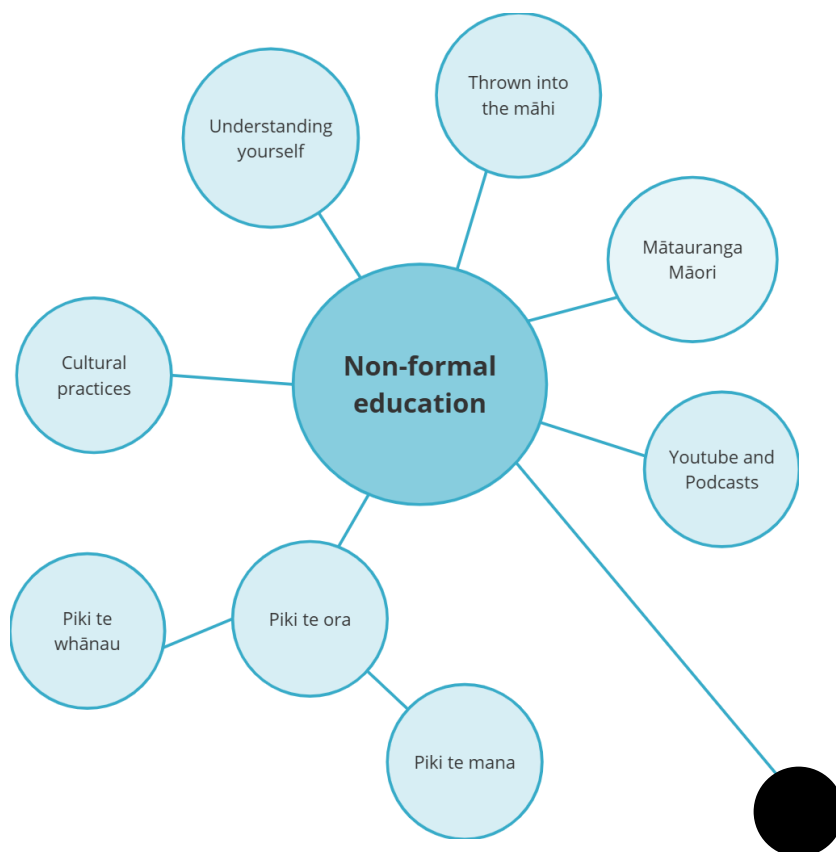 Thrown into
the māhi
Understanding
yourself
Mātauranga
Māori
Non-formal
education
Cultural
practices
Youtube and
Podcasts
Piki te
whānau
Piki te ora
Piki te mana